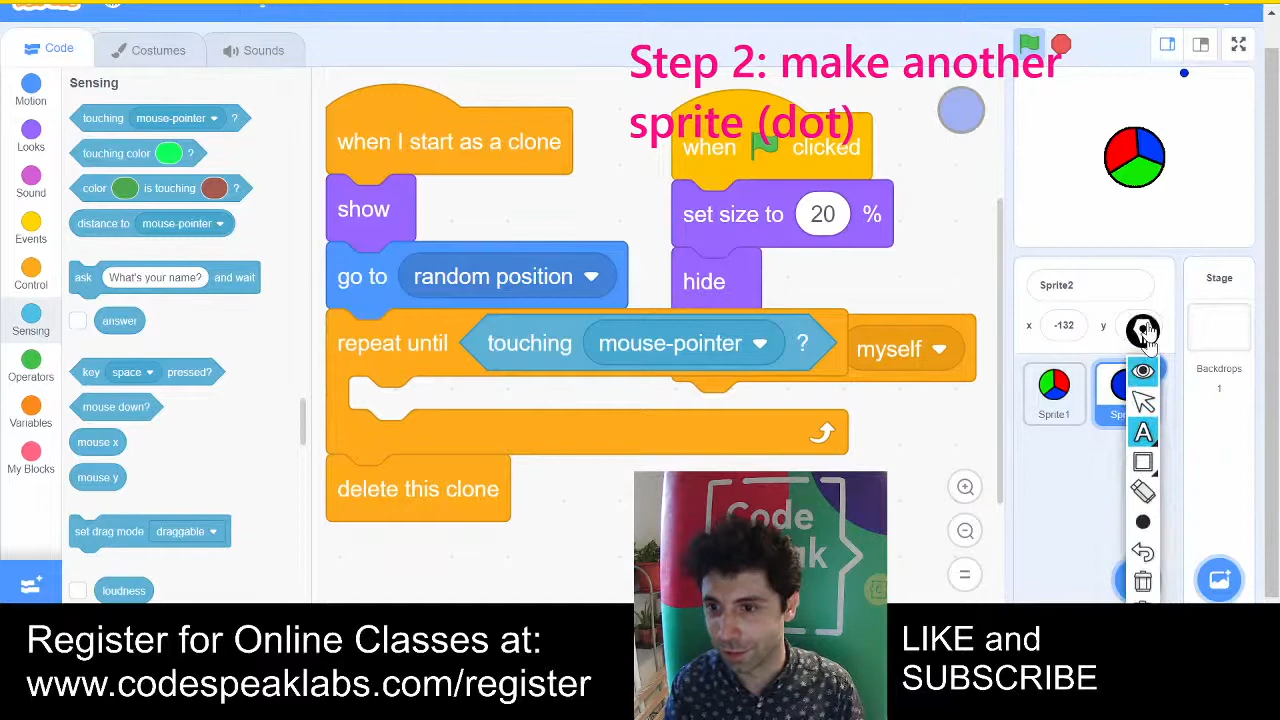 Code
Costumes
Sounds
Step 2: make another
sprite (dot)
Motion
Looks
Sound
Events
Control
Sensing
Operators
Variables
My Blocks
Sensing
touching mouse-pointer ?
touching color ?
color is touching ?
distance to mouse-pointer
ask What's your name? and wait
answer
key space pressed?
mouse down?
mouse x
mouse y
set drag mode draggable
loudness
when I start as a clone
show
go to random position
repeat until touching mouse-pointer ?
delete this clone
when clicked
set size to 20 %
hide
myself
Sprite2
x -132 y
Sprite1
Stage
Backdrops
1
A
Code
Register for Online Classes at:
www.codespeaklabs.com/register
LIKE and
SUBSCRIBE